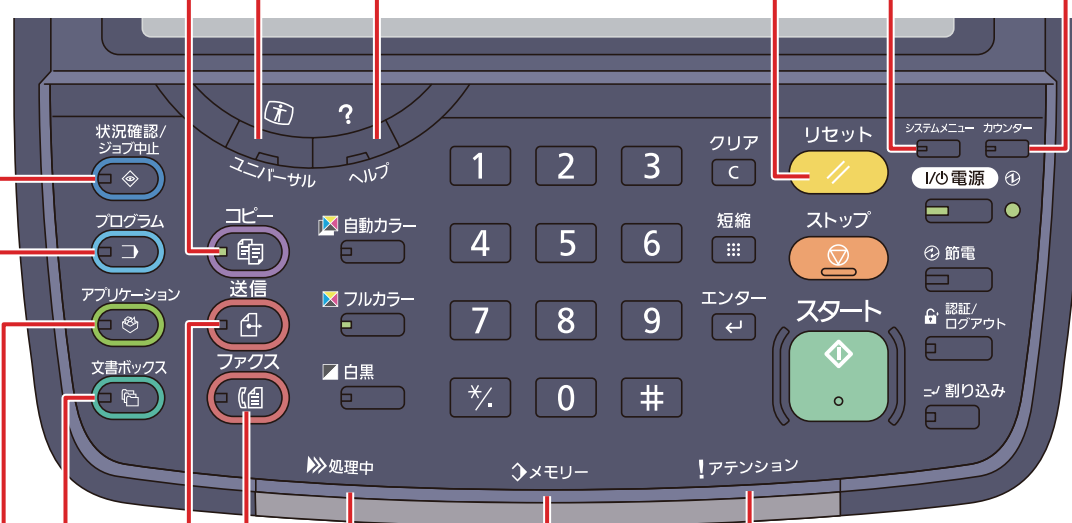 ?
ユニバーサル
ヘルプ
状況確認/
ジョブ中止
プログラム
アプリケーション
文書ボックス
コピー
送信
ファクス
自動カラー
フルカラー
白黒
1 2 3
4 5 6
7 8 9
*/. 0 #
クリア
C
短縮
エンター
リセット
ストップ
スタート
システムメニュー カウンター
I/⏻電源
節電
認証/
ログアウト
割り込み
処理中
メモリー
!アテンション